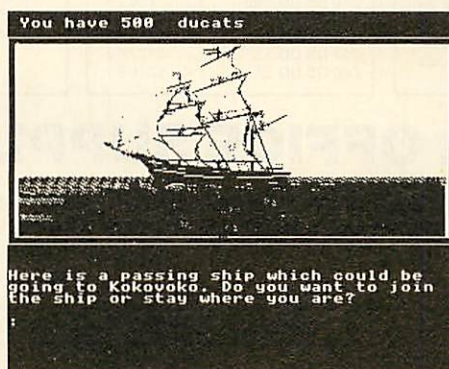 You have 500 ducats
Here is a passing ship which could be
going to Kokovoko. Do you want to join
the ship or stay where you are?
: